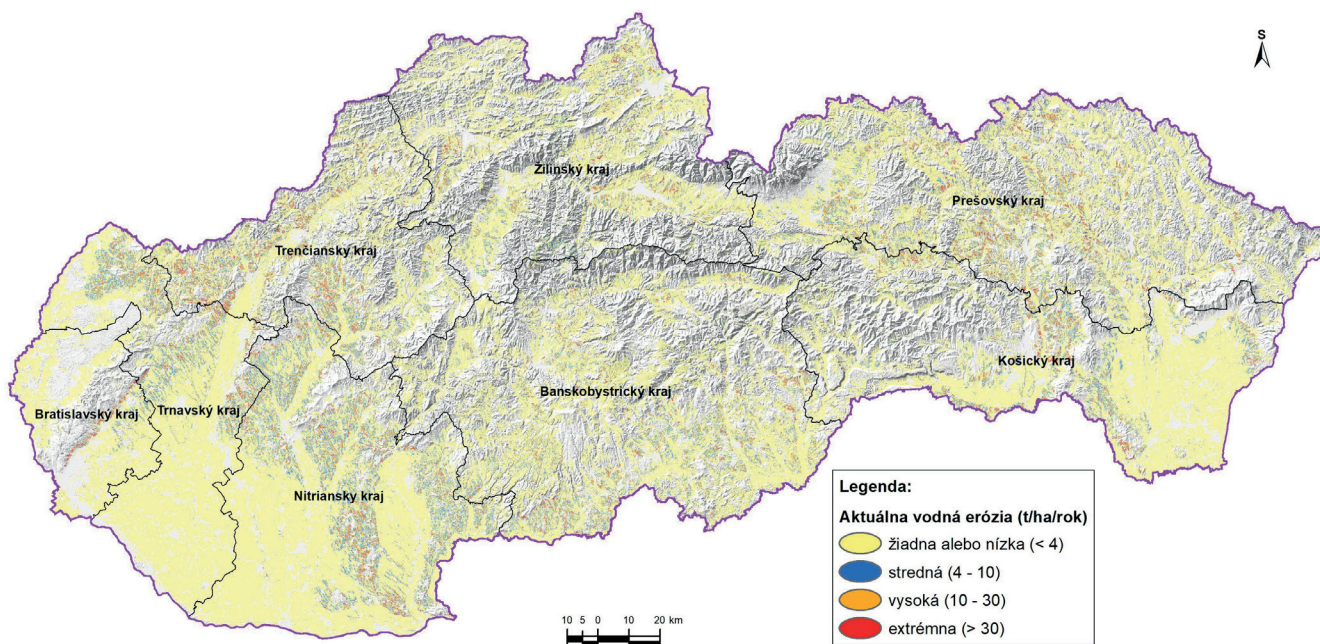 S
Žilinský kraj
Prešovský kraj
Trenčiansky kraj
Košický kraj
Banskobystrický kraj
Bratislavský kraj
Trnavský kraj
Nitriansky kraj
Legenda:
Aktuálna vodná erózia (t/ha/rok)
žiadna alebo nízka (< 4)
stredná (4 - 10)
vysoká (10 - 30)
extrémna (> 30)
10 5 0 10 20 km